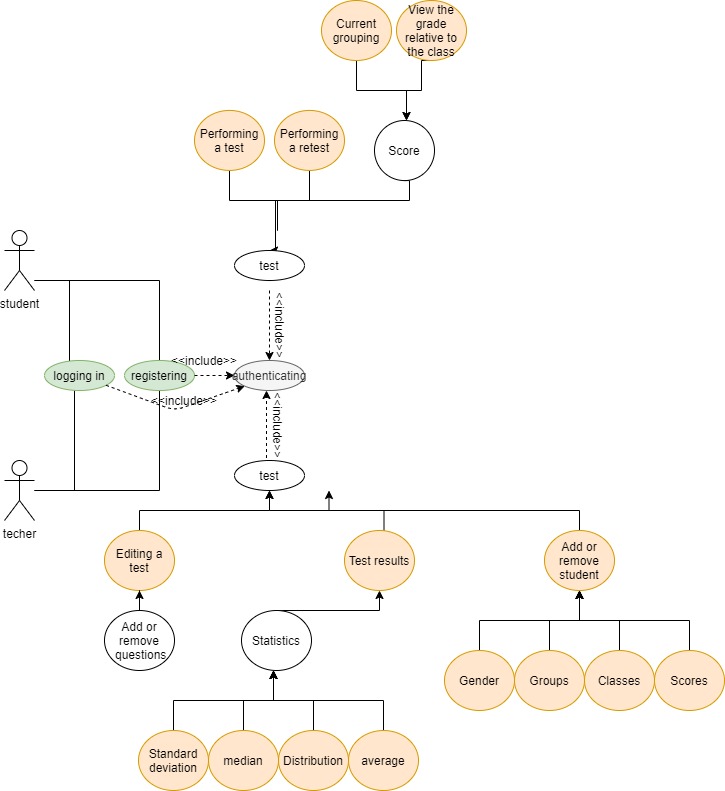 Current
grouping
View the
grade
relative to
the class
Performing
a test
Performing
a retest
Score
test
student
<<include>>
logging in
registering
<<include>>
authenticating
<<include>>
<<include>>
test
techer
Editing a
test
Test results
Add or
remove
student
Add or
remove
questions
Statistics
Gender
Groups
Classes
Scores
Standard
deviation
median
Distribution
average